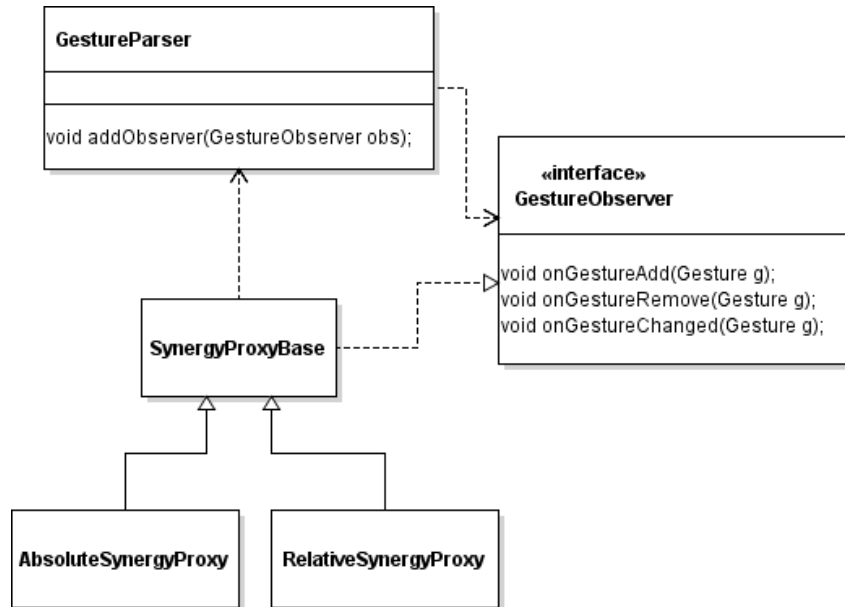 GestureParser
void addObserver(GestureObserver obs);
«interface»
GestureObserver
void onGestureAdd(Gesture g);
void onGestureRemove(Gesture g);
void onGestureChanged(Gesture g);
SynergyProxyBase
AbsoluteSynergyProxy
RelativeSynergyProxy